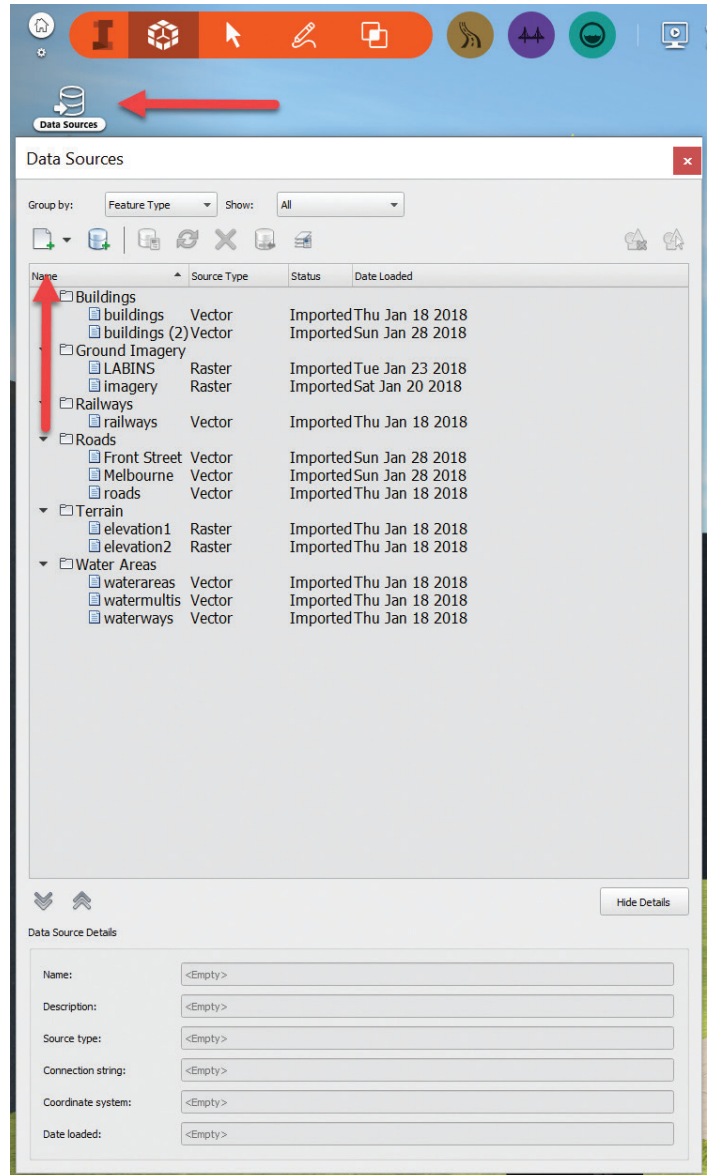 Data Sources
Data Sources
Group by: Feature Type Show: All
Name Source Type Status Date Loaded
Buildings
buildings Vector Imported Thu Jan 18 2018
buildings (2) Vector Imported Sun Jan 28 2018
Ground Imagery
LABINS Raster Imported Tue Jan 23 2018
imagery Raster Imported Sat Jan 20 2018
Railways
railways Vector Imported Thu Jan 18 2018
Roads
Front Street Vector Imported Sun Jan 28 2018
Melbourne Vector Imported Sun Jan 28 2018
roads Vector Imported Thu Jan 18 2018
Terrain
elevation1 Raster Imported Thu Jan 18 2018
elevation2 Raster Imported Thu Jan 18 2018
Water Areas
waterareas Vector Imported Thu Jan 18 2018
watermultis Vector Imported Thu Jan 18 2018
waterways Vector Imported Thu Jan 18 2018
Hide Details
Data Source Details
Name: <Empty>
Description: <Empty>
Source type: <Empty>
Connection string: <Empty>
Coordinate system: <Empty>
Date loaded: <Empty>